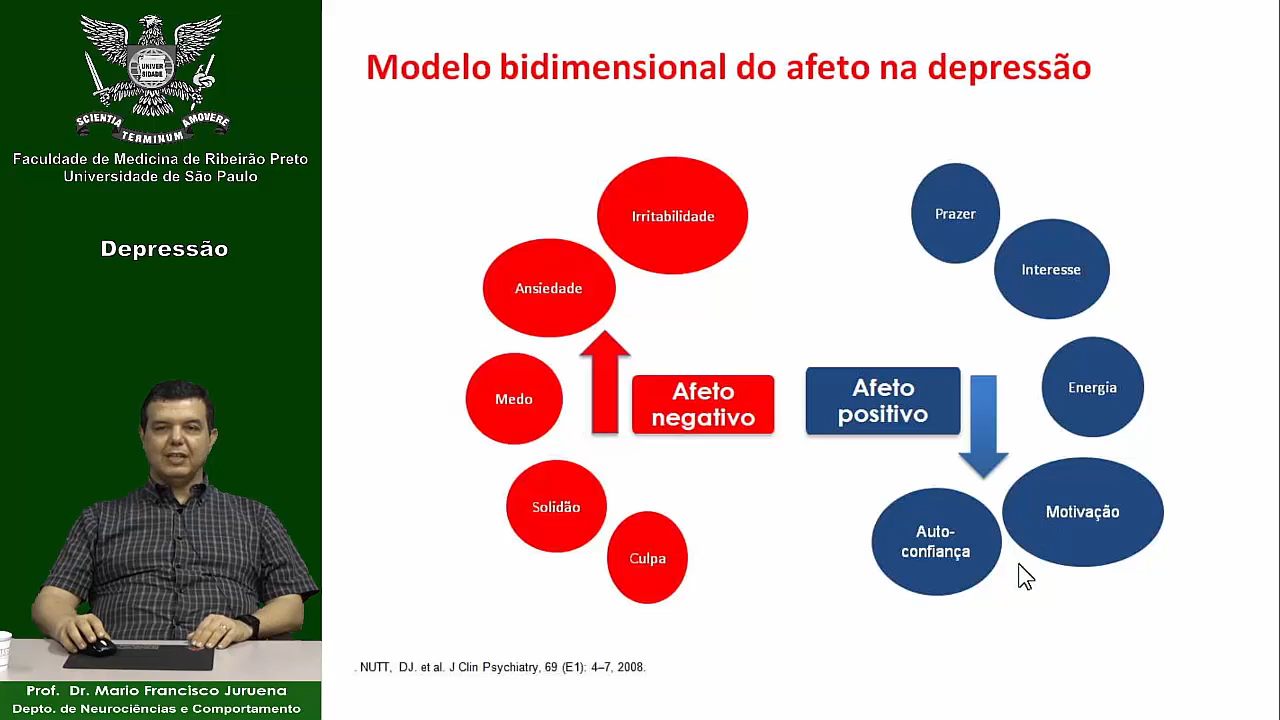 UNIVER
SIDADE
SCIENTIA
AMOVERE
TERMINUM
Faculdade de Medicina de Ribeirão Preto
Universidade de São Paulo
Depressão
Prof. Dr. Mario Francisco Juruena
Depto. de Neurociências e Comportamento
Modelo bidimensional do afeto na depressão
Irritabilidade
Ansiedade
Medo
Solidão
Culpa
Afeto
negativo
Afeto
positivo
Prazer
Interesse
Energia
Motivação
Auto-
confiança
. NUTT, DJ. et al. J Clin Psychiatry, 69 (E1): 4–7, 2008.